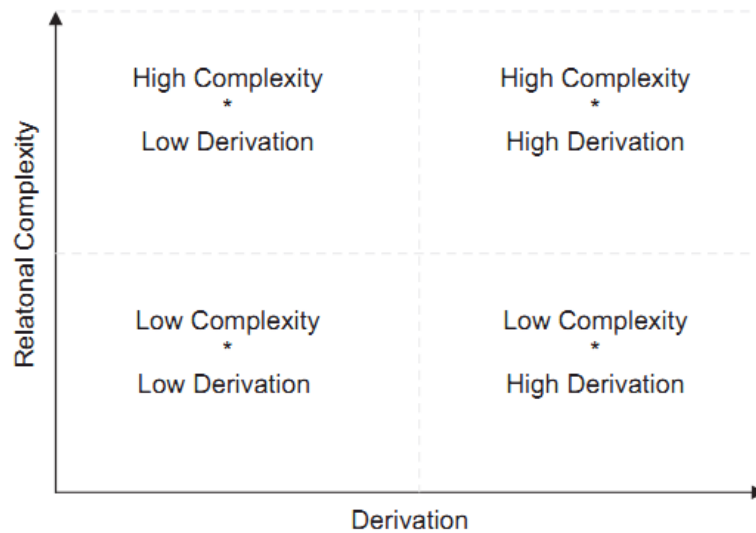 Relatonal Complexity
High Complexity
*
Low Derivation
High Complexity
*
High Derivation
Low Complexity
*
Low Derivation
Low Complexity
*
High Derivation
Derivation